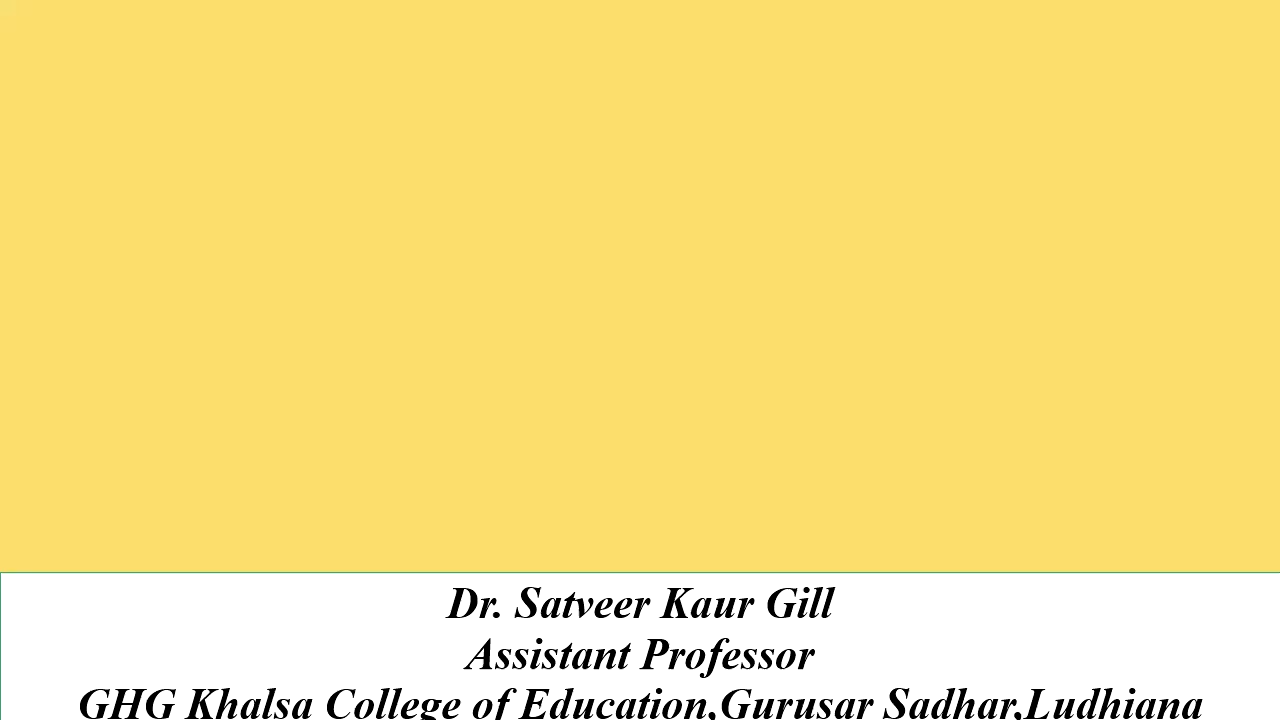 Dr. Satveer Kaur Gill
Assistant Professor
GHG Khalsa College of Education,Gurusar Sadhar,Ludhiana